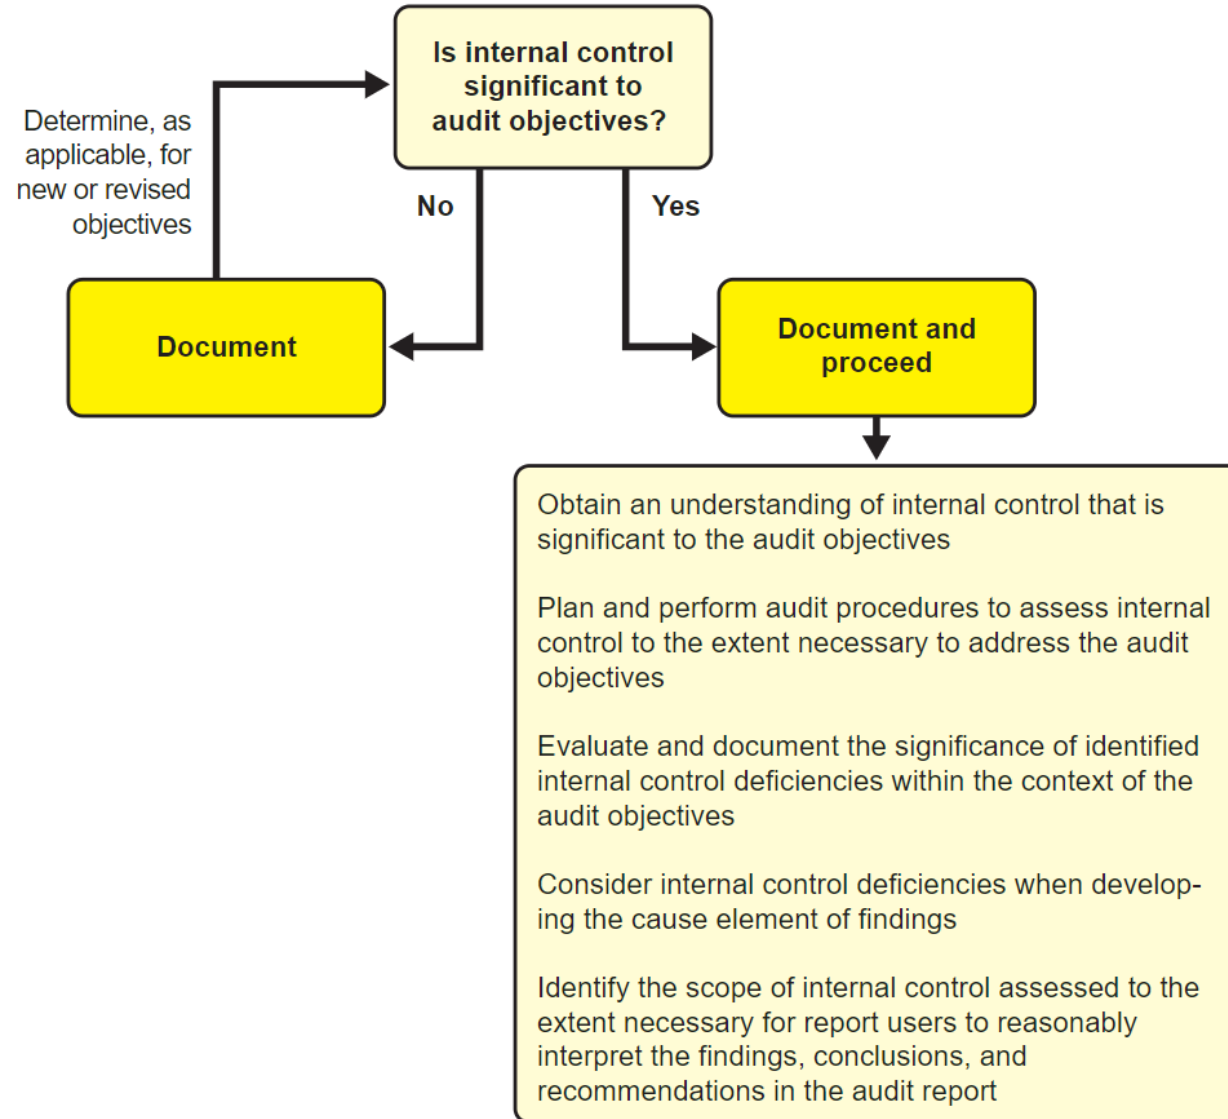 Is internal control
significant to
audit objectives?
Determine, as
applicable, for
new or revised
objectives
No
Yes
Document
Document and
proceed
Obtain an understanding of internal control that is
significant to the audit objectives
Plan and perform audit procedures to assess internal
control to the extent necessary to address the audit
objectives
Evaluate and document the significance of identified
internal control deficiencies within the context of the
audit objectives
Consider internal control deficiencies when develop-
ing the cause element of findings
Identify the scope of internal control assessed to the
extent necessary for report users to reasonably
interpret the findings, conclusions, and
recommendations in the audit report